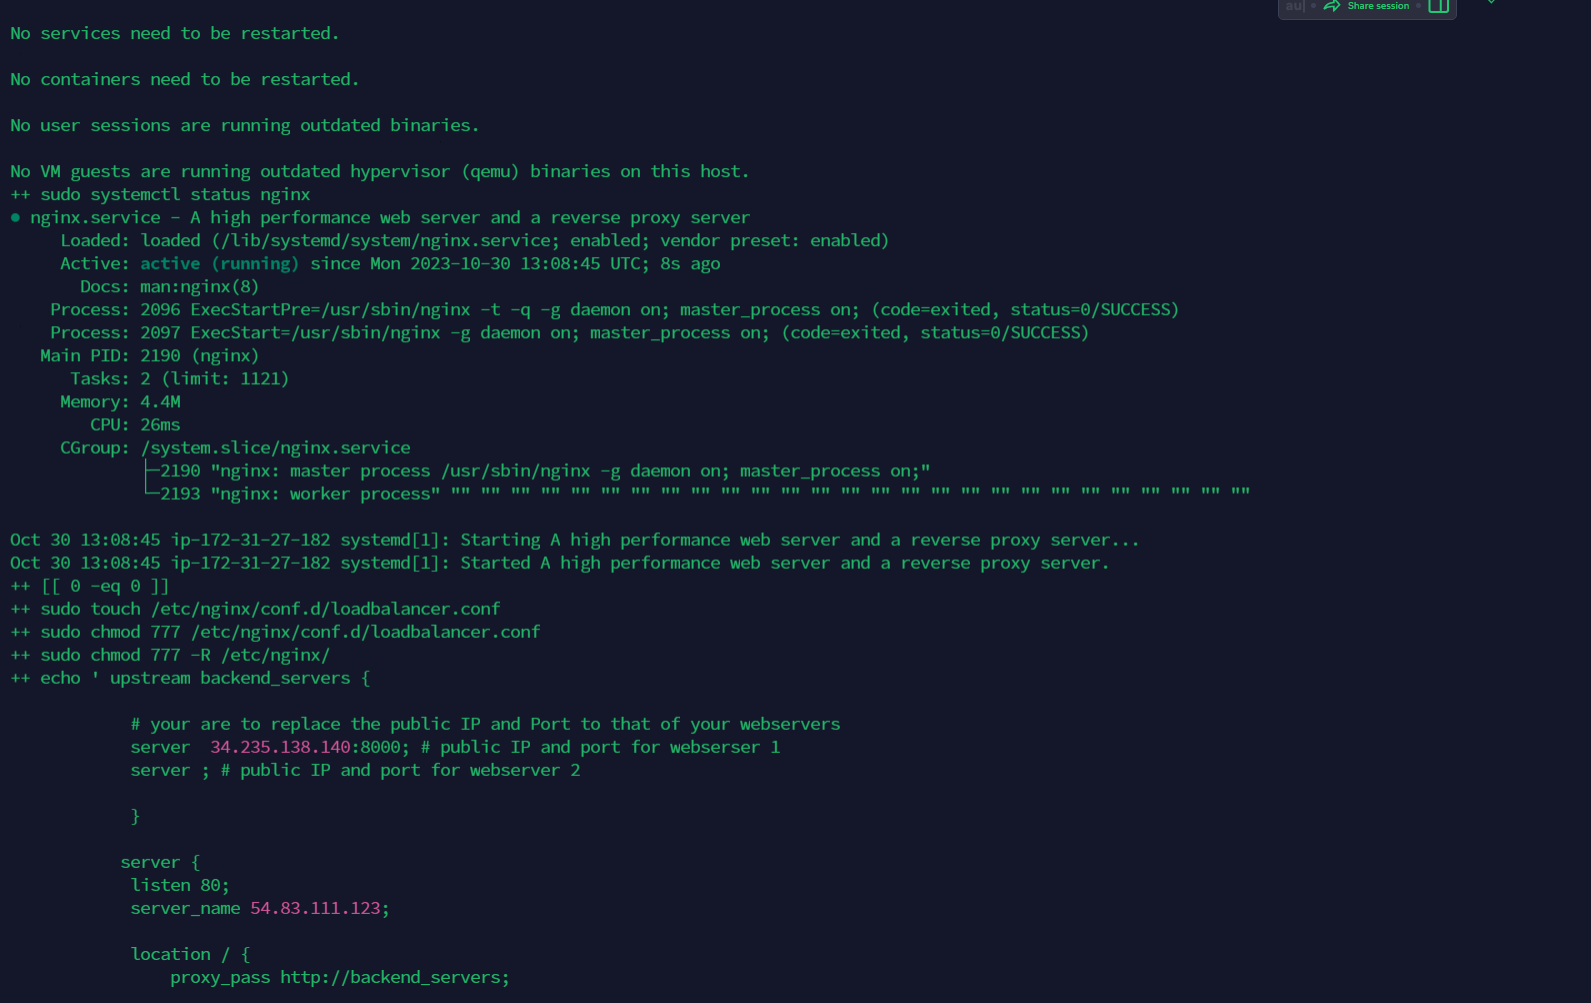 au| • Share session •
No services need to be restarted.
No containers need to be restarted.
No user sessions are running outdated binaries.
No VM guests are running outdated hypervisor (qemu) binaries on this host.
++ sudo systemctl status nginx
● nginx.service - A high performance web server and a reverse proxy server
     Loaded: loaded (/lib/systemd/system/nginx.service; enabled; vendor preset: enabled)
     Active: active (running) since Mon 2023-10-30 13:08:45 UTC; 8s ago
       Docs: man:nginx(8)
    Process: 2096 ExecStartPre=/usr/sbin/nginx -t -q -g daemon on; master_process on; (code=exited, status=0/SUCCESS)
    Process: 2097 ExecStart=/usr/sbin/nginx -g daemon on; master_process on; (code=exited, status=0/SUCCESS)
   Main PID: 2190 (nginx)
      Tasks: 2 (limit: 1121)
     Memory: 4.4M
        CPU: 26ms
     CGroup: /system.slice/nginx.service
             ├─2190 "nginx: master process /usr/sbin/nginx -g daemon on; master_process on;"
             └─2193 "nginx: worker process" "" "" "" "" "" "" "" "" "" "" "" "" "" "" "" "" "" "" "" "" "" "" "" "" "" "" ""
Oct 30 13:08:45 ip-172-31-27-182 systemd[1]: Starting A high performance web server and a reverse proxy server...
Oct 30 13:08:45 ip-172-31-27-182 systemd[1]: Started A high performance web server and a reverse proxy server.
++ [[ 0 -eq 0 ]]
++ sudo touch /etc/nginx/conf.d/loadbalancer.conf
++ sudo chmod 777 /etc/nginx/conf.d/loadbalancer.conf
++ sudo chmod 777 -R /etc/nginx/
++ echo ' upstream backend_servers {
            # your are to replace the public IP and Port to that of your webservers
            server  34.235.138.140:8000; # public IP and port for webserser 1
            server ; # public IP and port for webserver 2
            }
           server {
            listen 80;
            server_name 54.83.111.123;
            location / {
                proxy_pass http://backend_servers;